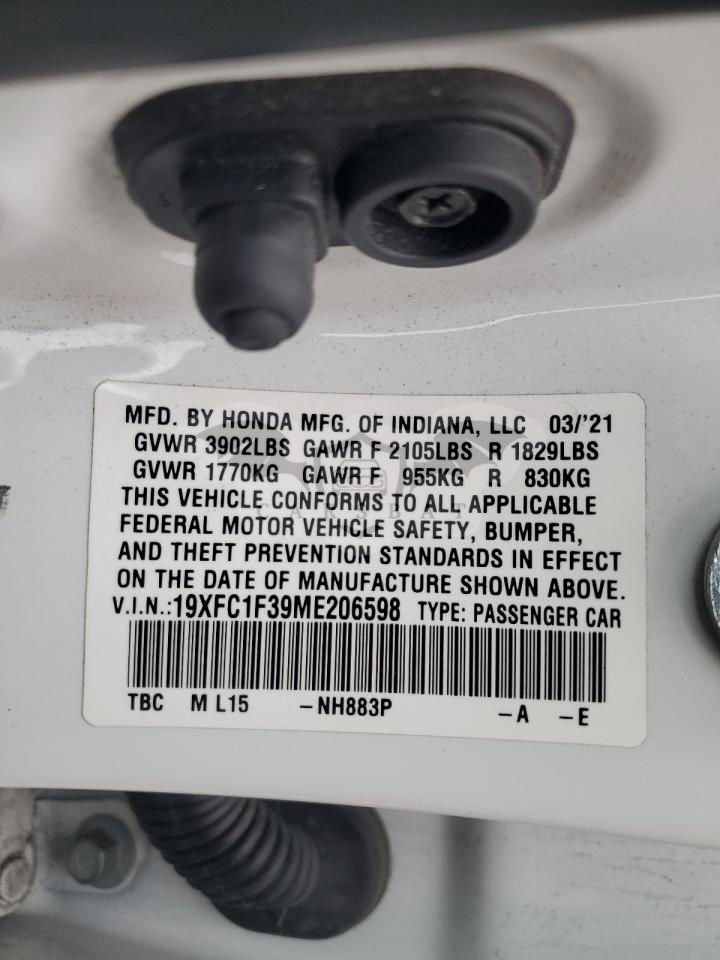 MFD. BY HONDA MFG. OF INDIANA, LLC 03/'21
GVWR 3902LBS GAWR F 2105LBS R 1829LBS
GVWR 1770KG GAWR F 955KG R 830KG
THIS VEHICLE CONFORMS TO ALL APPLICABLE
CARSBAT
FEDERAL MOTOR VEHICLE SAFETY, BUMPER,
AND THEFT PREVENTION STANDARDS IN EFFECT
ON THE DATE OF MANUFACTURE SHOWN ABOVE.
V.I.N.:19XFC1F39ME206598 TYPE: PASSENGER CAR
TBC M L15 -NH883P -A -E